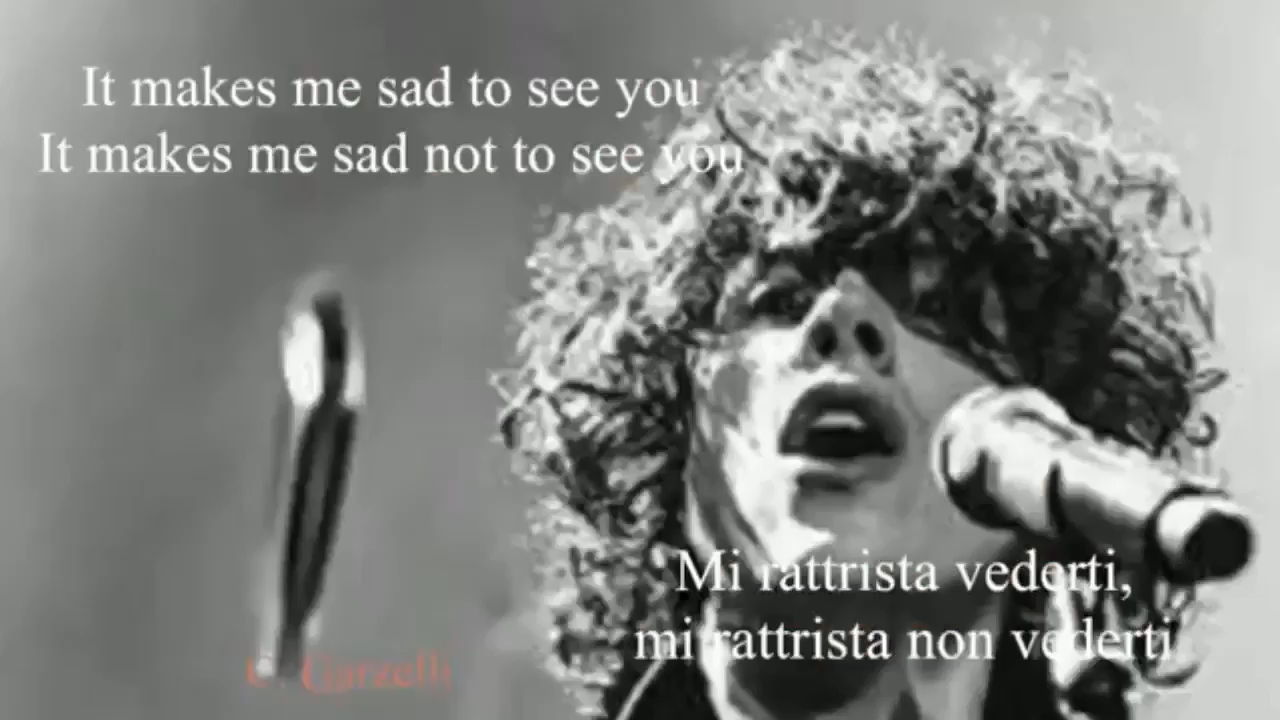 It makes me sad to see you
It makes me sad not to see you
Mi rattrista vederti,
mi rattrista non vederti
Garzelli